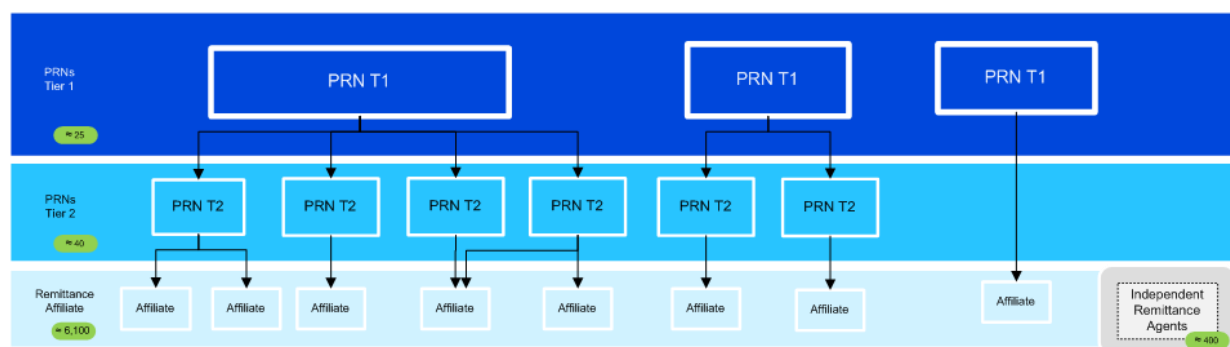 PRNs
Tier 1
≈ 25
PRN T1
PRN T1
PRN T1
PRNs
Tier 2
≈ 40
PRN T2
PRN T2
PRN T2
PRN T2
PRN T2
PRN T2
Remittance
Affiliate
≈ 6,100
Affiliate
Affiliate
Affiliate
Affiliate
Affiliate
Affiliate
Affiliate
Affiliate
Independent
Remittance
Agents
≈ 400